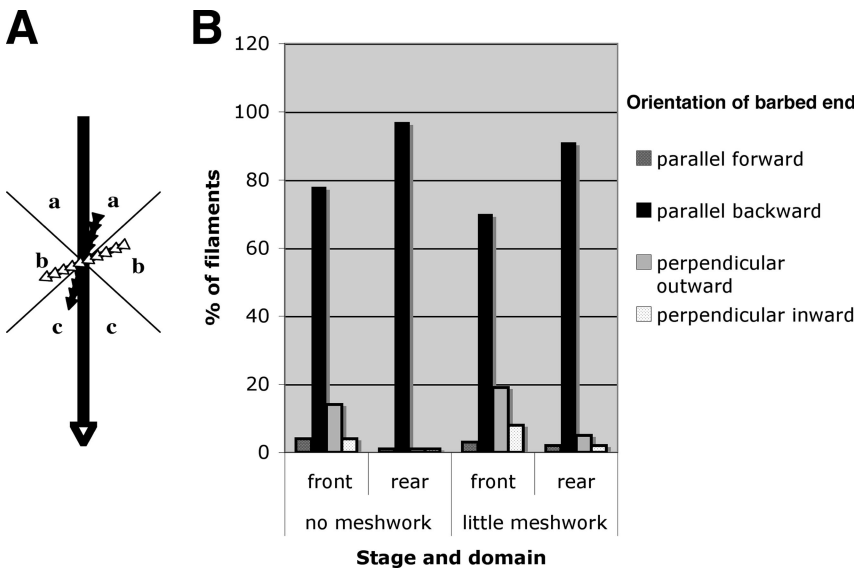 A
a
a
b
b
c
c
B
120
100
80
60
40
20
0
% of filaments
front
rear
front
rear
no meshwork
little meshwork
Stage and domain
Orientation of barbed end
parallel forward
parallel backward
perpendicular
outward
perpendicular inward